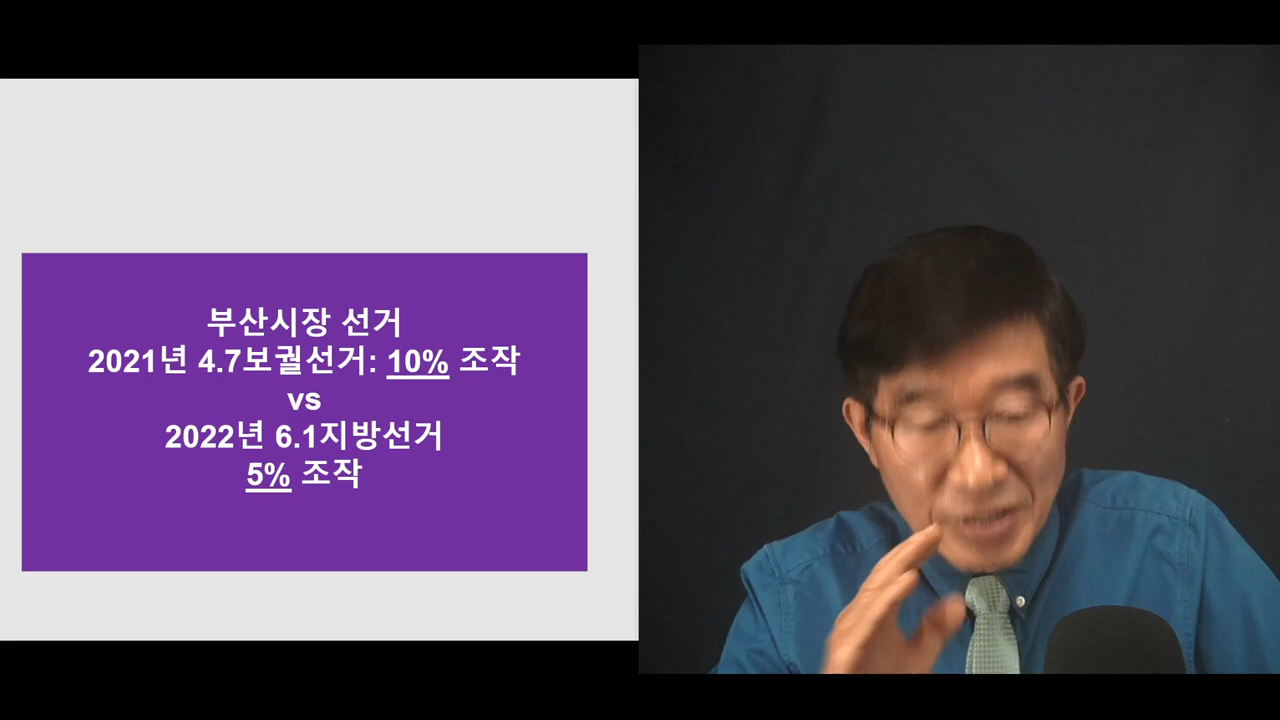 부산시장 선거
2021년 4.7보궐선거: 10% 조작
vs
2022년 6.1지방선거
5% 조작